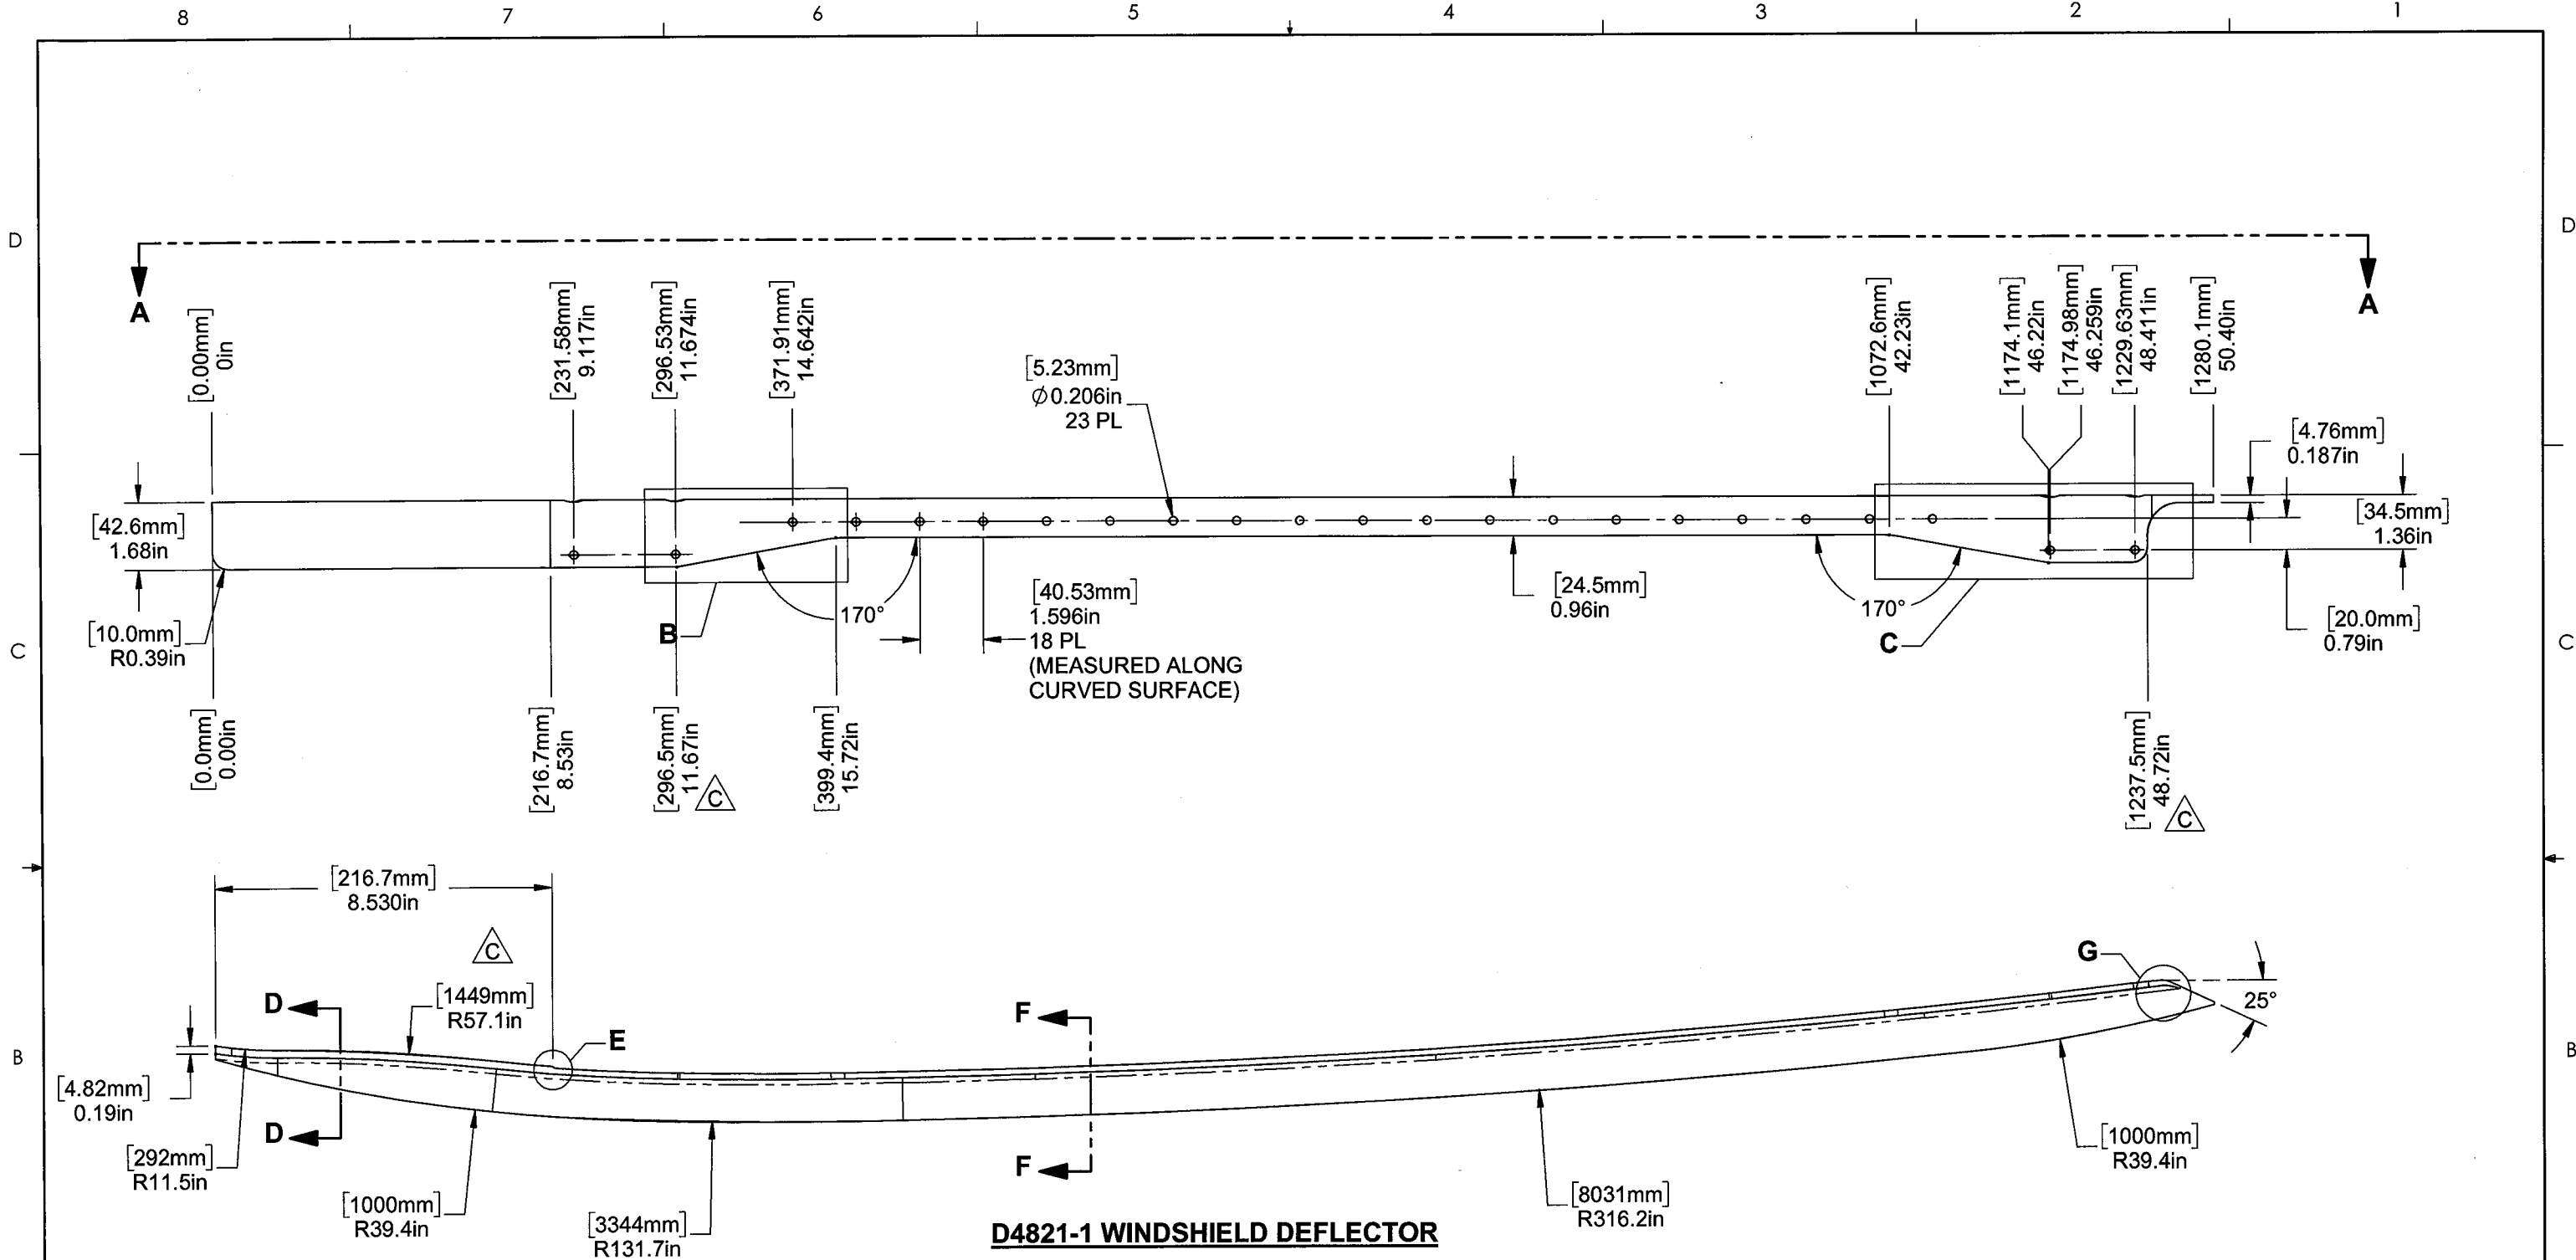 8 7 6 5 4 3 2 1
D D
A A
[0.00mm]
0in
[231.58mm]
9.117in
[296.53mm]
11.674in
[371.91mm]
14.642in
[5.23mm]
Ø0.206in
23 PL
[1072.6mm]
42.23in
[1174.1mm]
46.22in
[1174.98mm]
46.259in
[1229.63mm]
48.411in
[1280.1mm]
50.40in
[4.76mm]
0.187in
[42.6mm]
1.68in
[34.5mm]
1.36in
[10.0mm]
R0.39in
B
170°
[40.53mm]
1.596in
18 PL
(MEASURED ALONG
CURVED SURFACE)
[24.5mm]
0.96in
170°
C
[20.0mm]
0.79in
C C
[0.0mm]
0.00in
[216.7mm]
8.53in
[296.5mm]
11.67in
C
[399.4mm]
15.72in
[1237.5mm]
48.72in
C
[216.7mm]
8.530in
C
D
[1449mm]
R57.1in
E
F
G
25°
B B
[4.82mm]
0.19in
D
[292mm]
R11.5in
[1000mm]
R39.4in
[3344mm]
R131.7in
F
[8031mm]
R316.2in
[1000mm]
R39.4in
D4821-1 WINDSHIELD DEFLECTOR